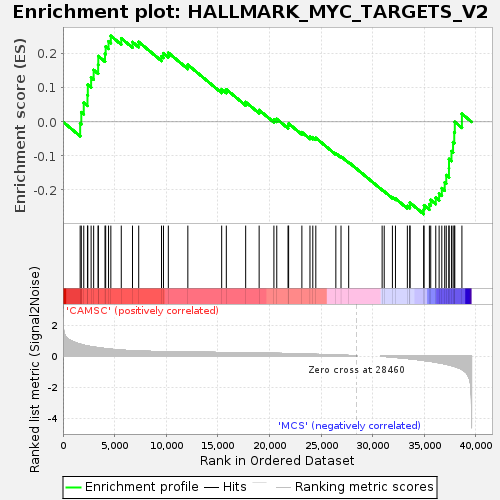 Enrichment plot: HALLMARK_MYC_TARGETS_V2
Enrichment score (ES)
0.2
0.1
0.0
-0.1
-0.2
'CAMSC' (positively correlated)
Ranked list metric (Signal2Noise)
2
0
-2
-4
Zero cross at 28460
'MCS' (negatively correlated)
0
5,000
10,000
15,000
20,000
25,000
30,000
35,000
40,000
Rank in Ordered Dataset
Enrichment profile
Hits
Ranking metric scores